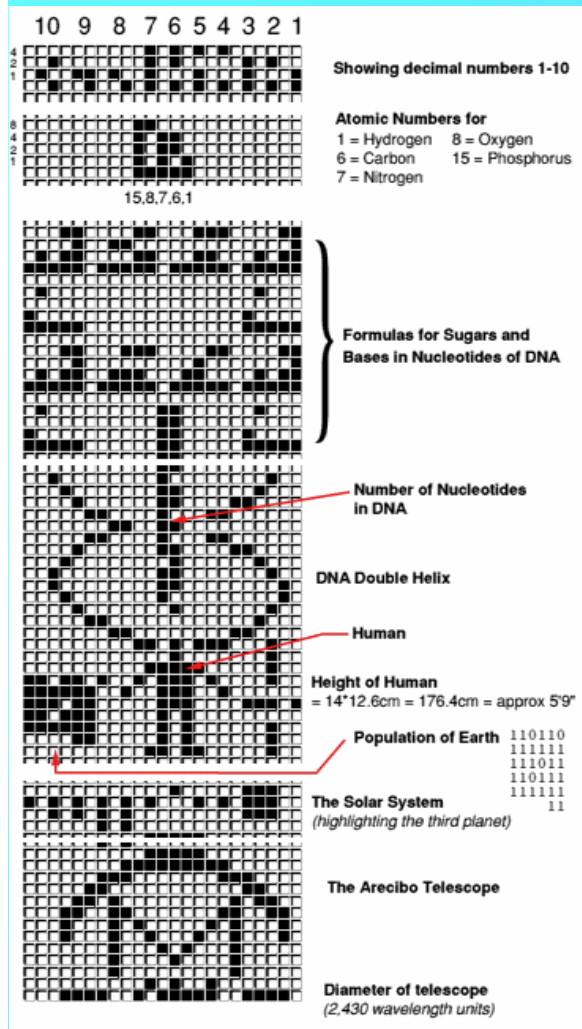 10 9 8 7 6 5 4 3 2 1
4
2
1
Showing decimal numbers 1-10
8
4
2
1
Atomic Numbers for
1 = Hydrogen 8 = Oxygen
6 = Carbon 15 = Phosphorus
7 = Nitrogen
15,8,7,6,1
Formulas for Sugars and
Bases in Nucleotides of DNA
Number of Nucleotides
in DNA
DNA Double Helix
Human
Height of Human
= 14*12.6cm = 176.4cm = approx 5'9"
Population of Earth
110110
111111
111011
110111
111111
11
The Solar System
(highlighting the third planet)
The Arecibo Telescope
Diameter of telescope
(2,430 wavelength units)